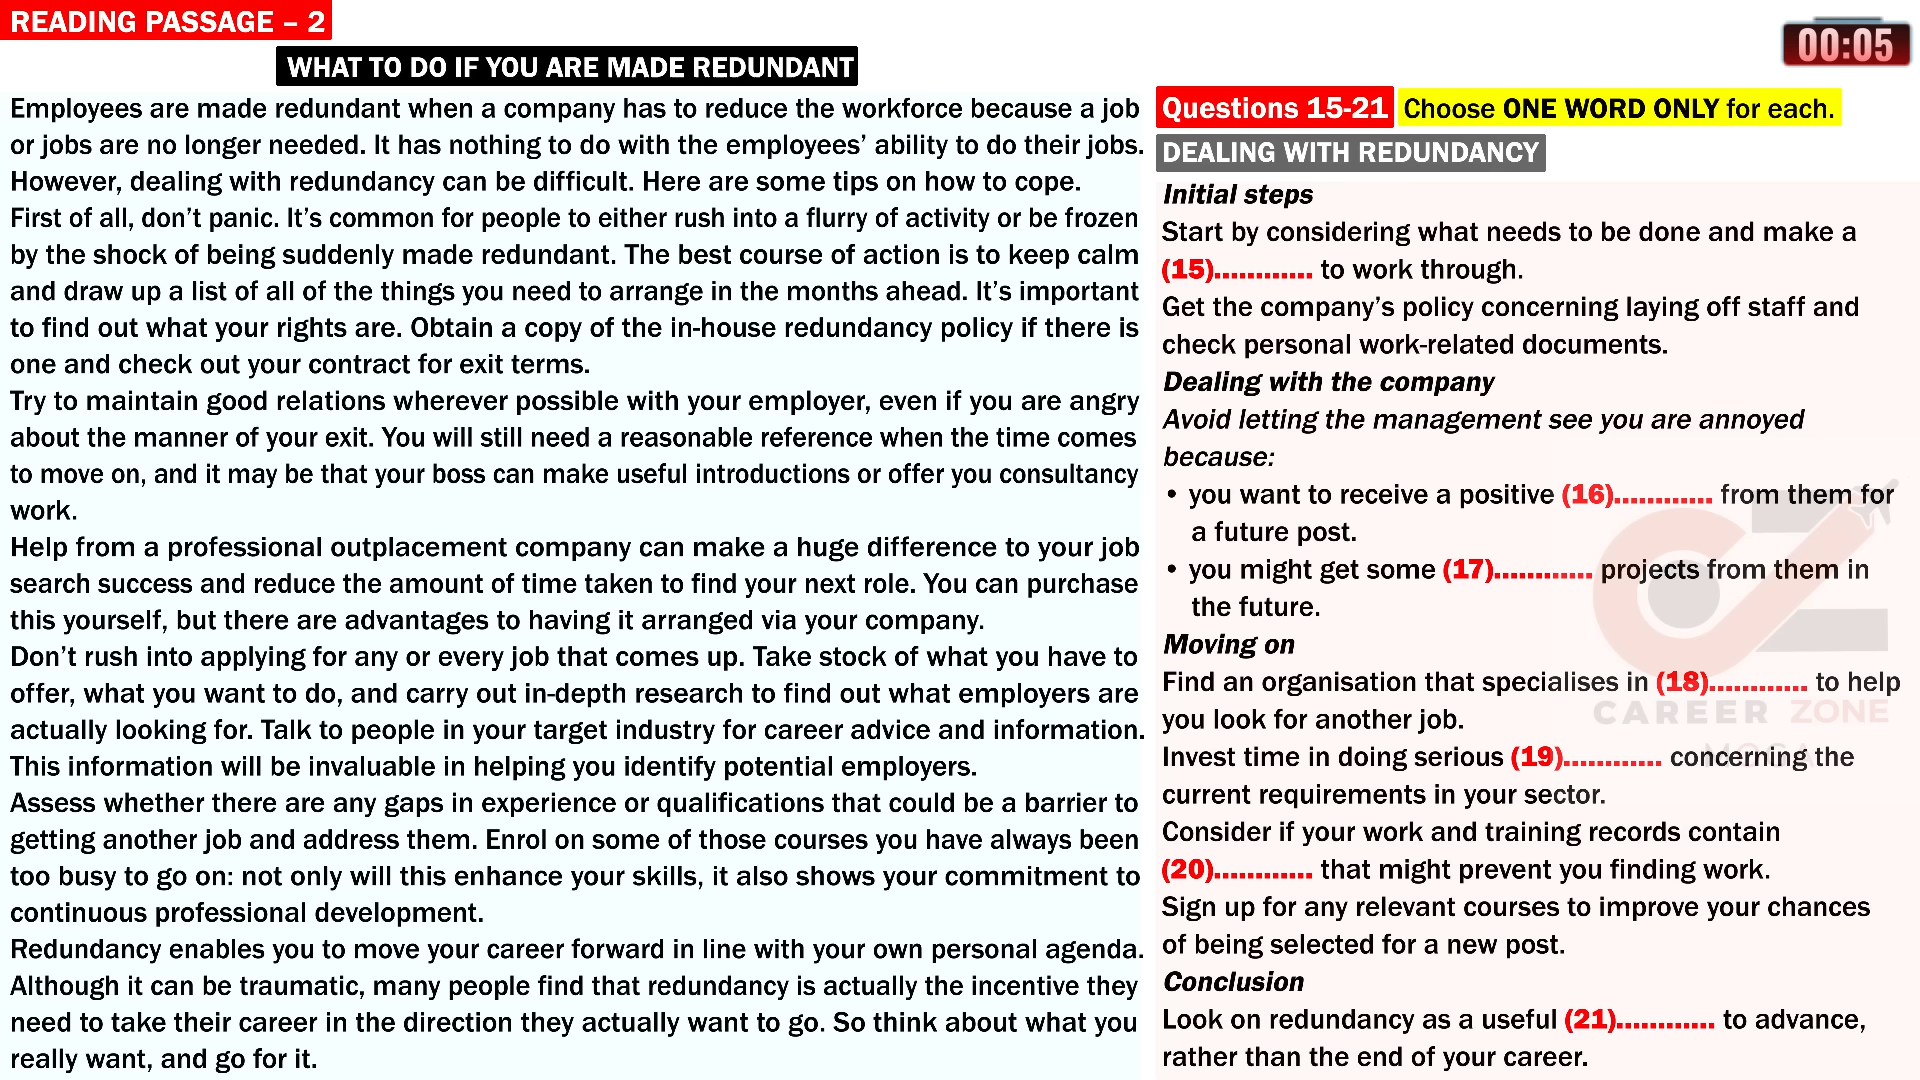 READING PASSAGE – 2
00:05
WHAT TO DO IF YOU ARE MADE REDUNDANT
Employees are made redundant when a company has to reduce the workforce because a job
or jobs are no longer needed. It has nothing to do with the employees’ ability to do their jobs.
However, dealing with redundancy can be difficult. Here are some tips on how to cope.
First of all, don’t panic. It’s common for people to either rush into a flurry of activity or be frozen
by the shock of being suddenly made redundant. The best course of action is to keep calm
and draw up a list of all of the things you need to arrange in the months ahead. It’s important
to find out what your rights are. Obtain a copy of the in-house redundancy policy if there is
one and check out your contract for exit terms.
Try to maintain good relations wherever possible with your employer, even if you are angry
about the manner of your exit. You will still need a reasonable reference when the time comes
to move on, and it may be that your boss can make useful introductions or offer you consultancy
work.
Help from a professional outplacement company can make a huge difference to your job
search success and reduce the amount of time taken to find your next role. You can purchase
this yourself, but there are advantages to having it arranged via your company.
Don’t rush into applying for any or every job that comes up. Take stock of what you have to
offer, what you want to do, and carry out in-depth research to find out what employers are
actually looking for. Talk to people in your target industry for career advice and information.
This information will be invaluable in helping you identify potential employers.
Assess whether there are any gaps in experience or qualifications that could be a barrier to
getting another job and address them. Enrol on some of those courses you have always been
too busy to go on: not only will this enhance your skills, it also shows your commitment to
continuous professional development.
Redundancy enables you to move your career forward in line with your own personal agenda.
Although it can be traumatic, many people find that redundancy is actually the incentive they
need to take their career in the direction they actually want to go. So think about what you
really want, and go for it.
Questions 15-21 Choose ONE WORD ONLY for each.
DEALING WITH REDUNDANCY
Initial steps
Start by considering what needs to be done and make a
(15)............ to work through.
Get the company’s policy concerning laying off staff and
check personal work-related documents.
Dealing with the company
Avoid letting the management see you are annoyed
because:
• you want to receive a positive (16)............ from them for
a future post.
• you might get some (17)............ projects from them in
the future.
Moving on
Find an organisation that specialises in (18)............ to help
you look for another job.
Invest time in doing serious (19)............ concerning the
current requirements in your sector.
Consider if your work and training records contain
(20)............ that might prevent you finding work.
Sign up for any relevant courses to improve your chances
of being selected for a new post.
Conclusion
Look on redundancy as a useful (21)............ to advance,
rather than the end of your career.
CAREER ZONE
MOGA